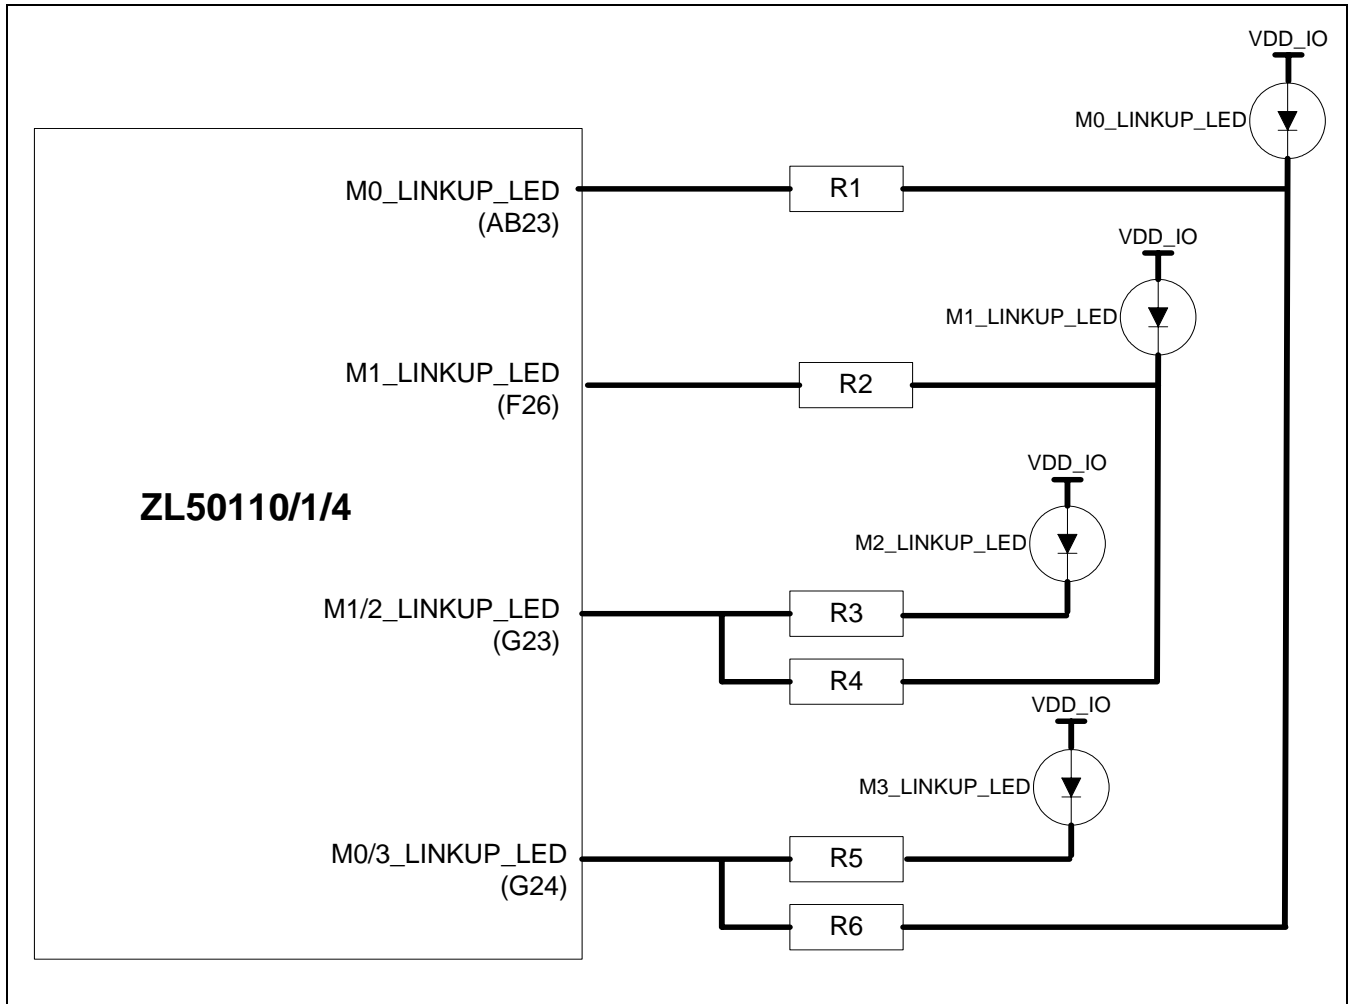 VDD_IO
M0_LINKUP_LED
M0_LINKUP_LED
(AB23)
R1
VDD_IO
M1_LINKUP_LED
M1_LINKUP_LED
(F26)
R2
VDD_IO
ZL50110/1/4
M2_LINKUP_LED
M1/2_LINKUP_LED
(G23)
R3
R4
VDD_IO
M3_LINKUP_LED
M0/3_LINKUP_LED
(G24)
R5
R6